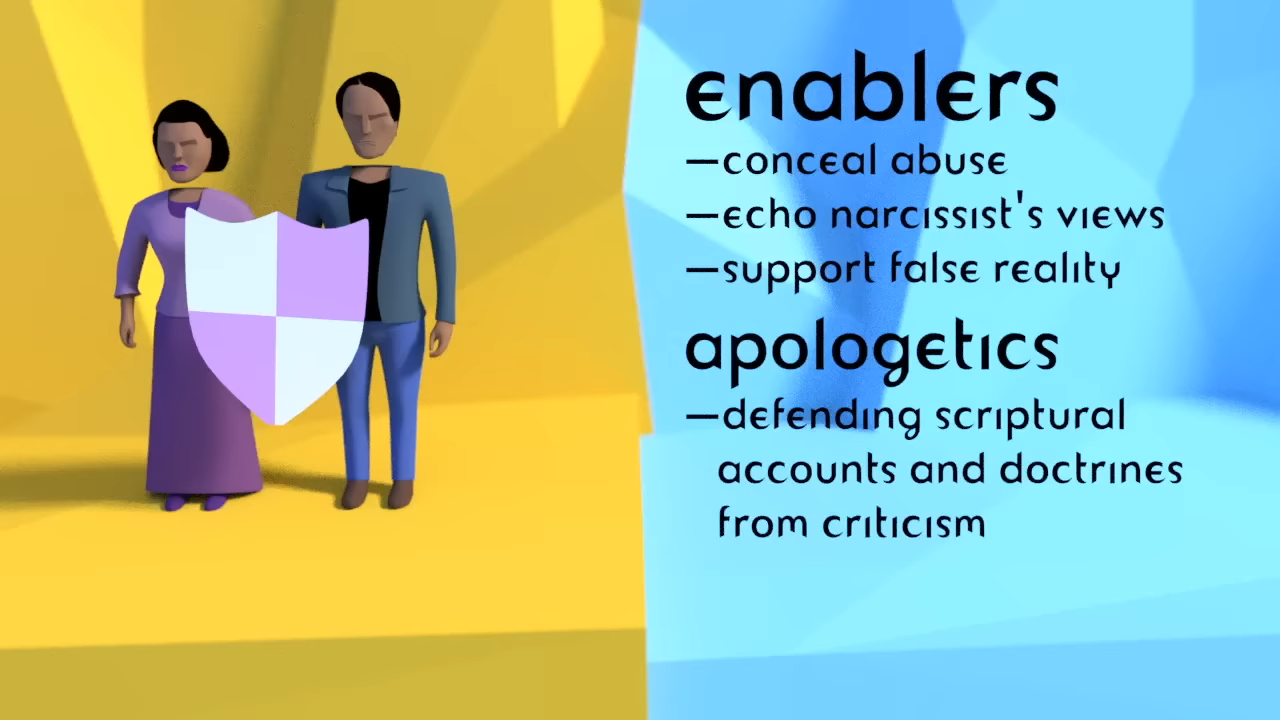 enablers
—conceal abuse
—echo narcissist's views
—support false reality
apologetics
—defending scriptural
accounts and doctrines
from criticism